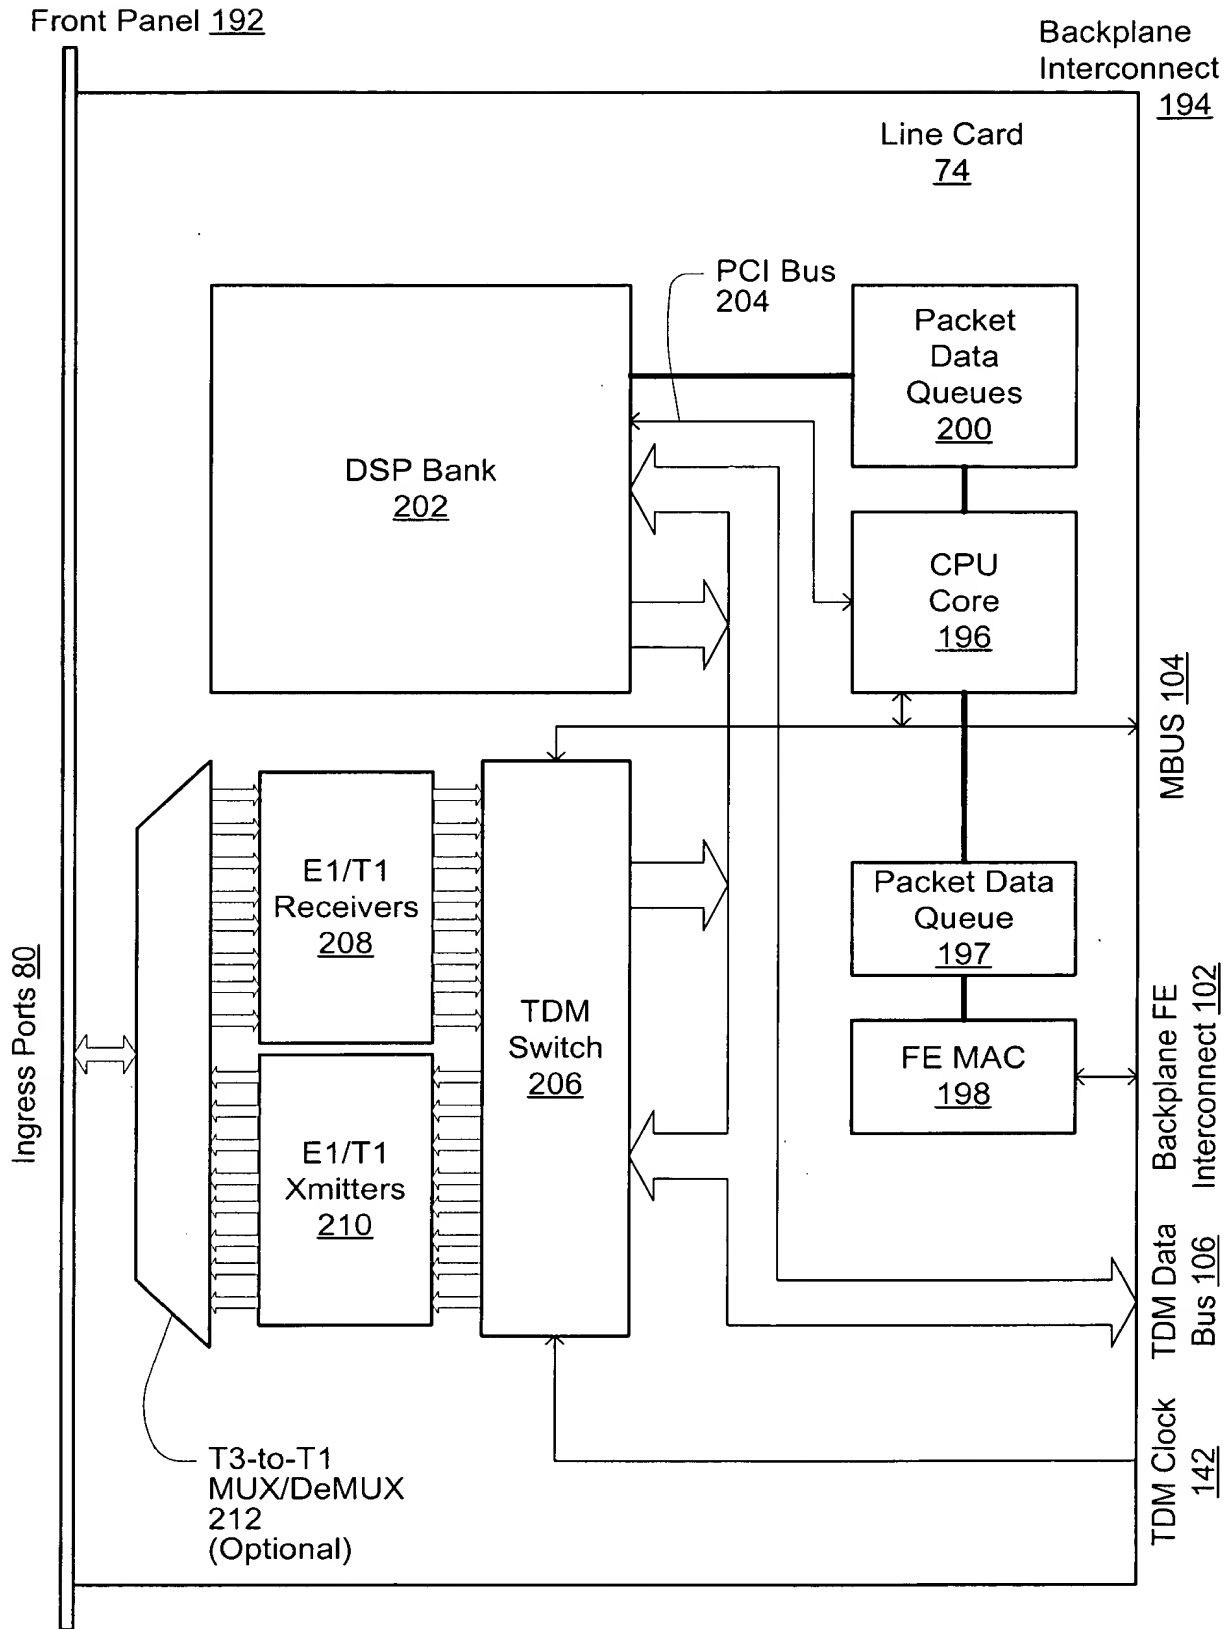 Front Panel 192
Backplane
Interconnect
194
Line Card
74
PCI Bus
204
Packet
Data
Queues
200
DSP Bank
202
CPU
Core
196
MBUS 104
E1/T1
Receivers
208
Packet Data
Queue
197
Ingress Ports 80
TDM
Switch
206
FE MAC
198
Backplane FE
Interconnect 102
E1/T1
Xmitters
210
TDM Data
Bus 106
T3-to-T1
MUX/DeMUX
212
(Optional)
TDM Clock
142